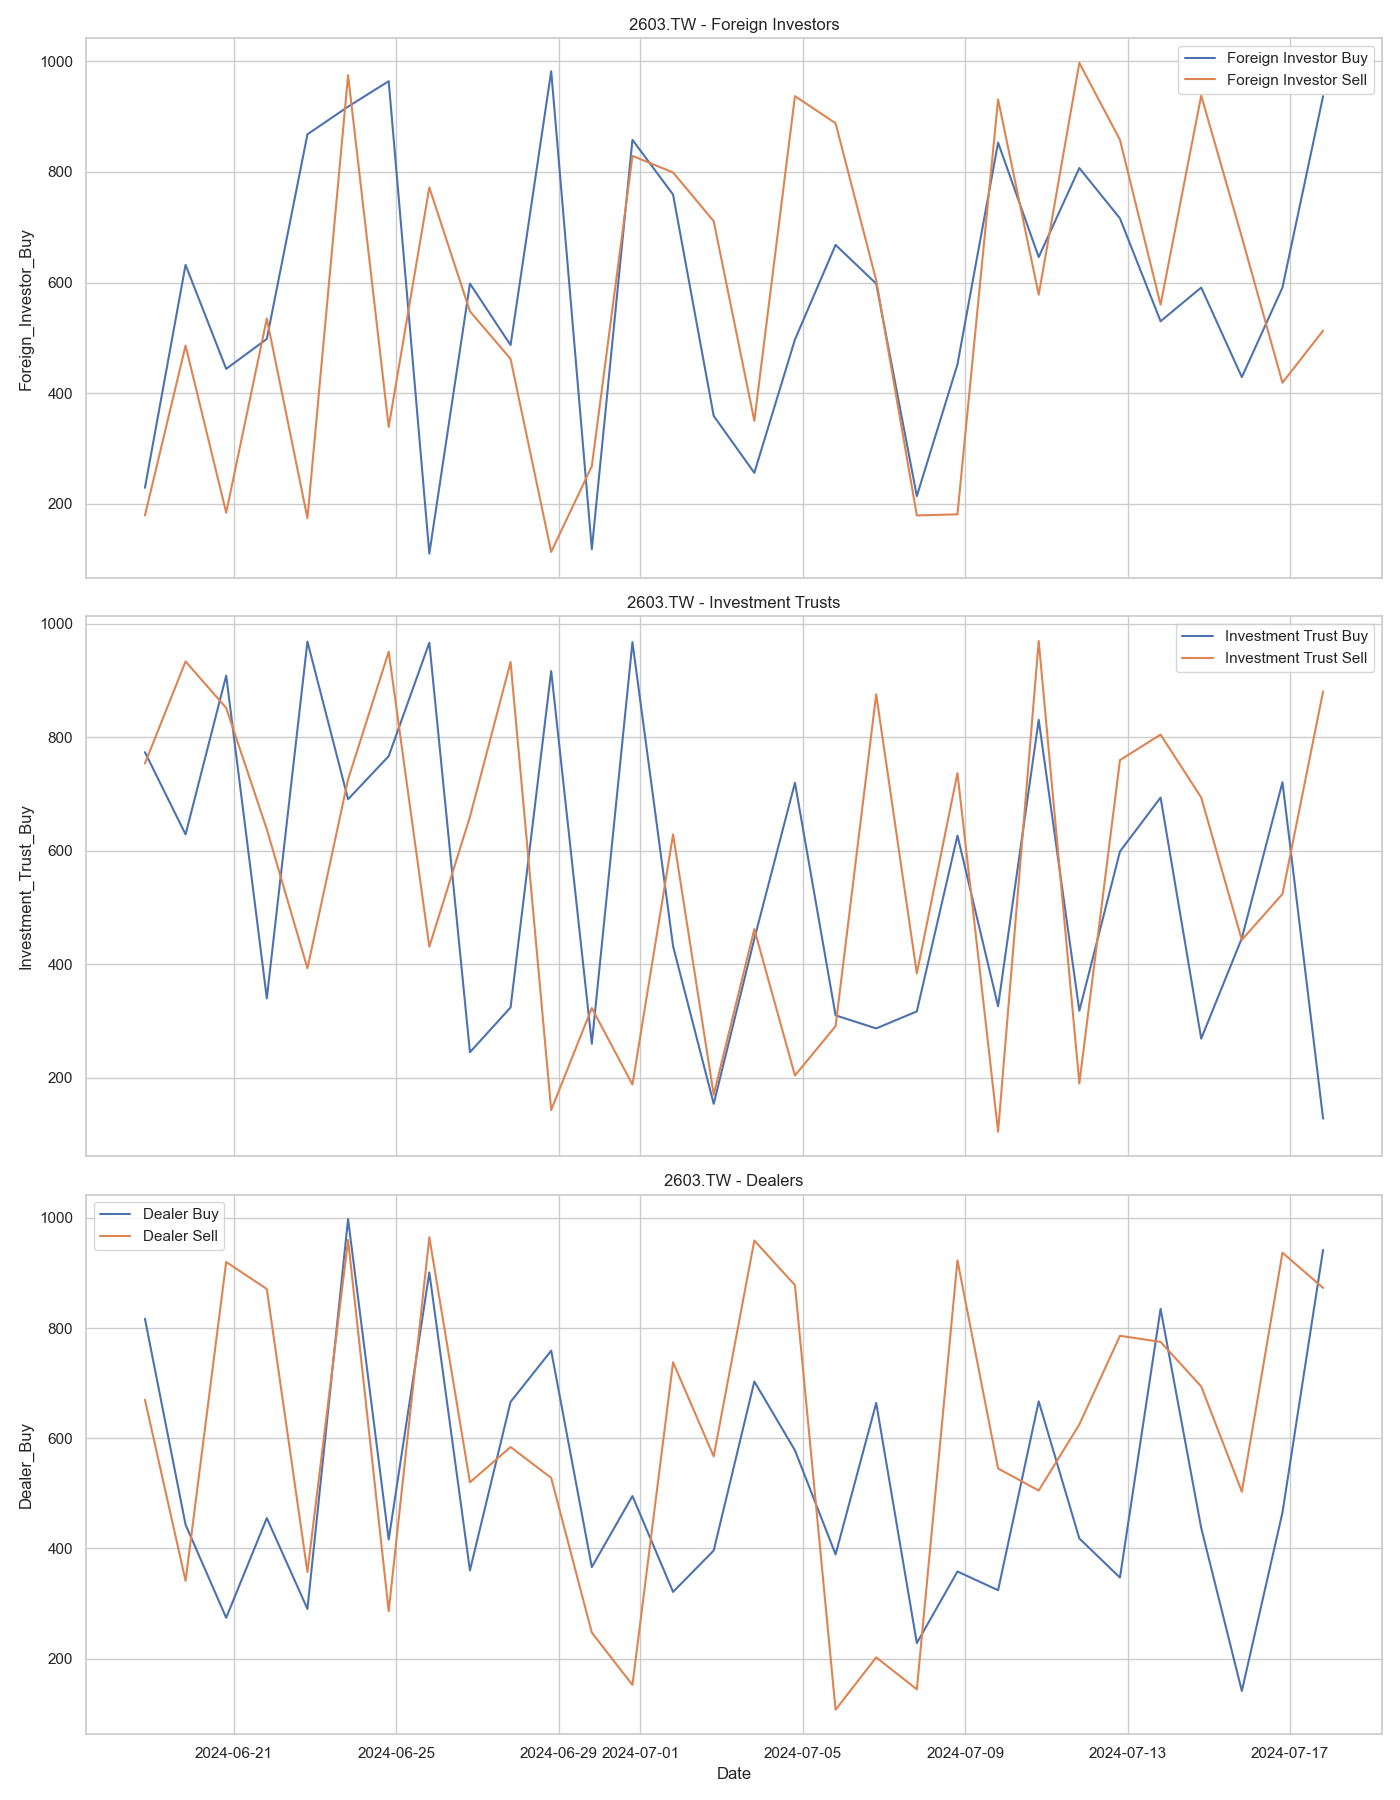 2603.TW - Foreign Investors
Foreign_Investor_Buy
1000
800
600
400
200
Foreign Investor Buy
Foreign Investor Sell
2603.TW - Investment Trusts
Investment_Trust_Buy
1000
800
600
400
200
Investment Trust Buy
Investment Trust Sell
2603.TW - Dealers
Dealer_Buy
1000
800
600
400
200
Dealer Buy
Dealer Sell
2024-06-21 2024-06-25 2024-06-29 2024-07-01 2024-07-05 2024-07-09 2024-07-13 2024-07-17
Date